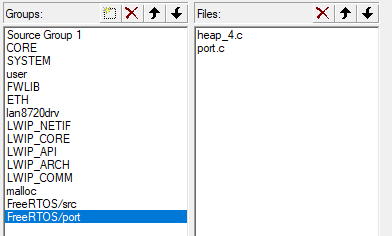 Groups:
Source Group 1
CORE
SYSTEM
user
FWLIB
ETH
lan8720drv
LWIP_NETIF
LWIP_CORE
LWIP_API
LWIP_ARCH
LWIP_COMM
malloc
FreeRTOS/src
FreeRTOS/port
Files:
heap_4.c
port.c